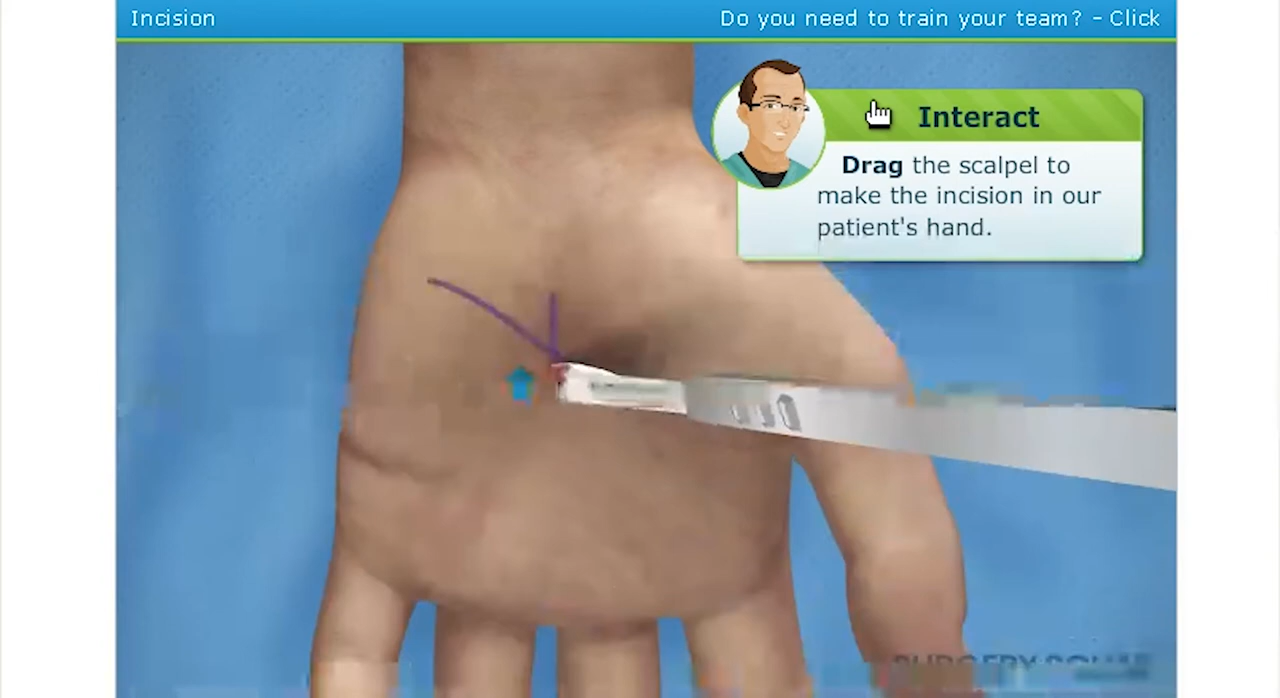 Incision
Do you need to train your team? - Click
Interact
Drag the scalpel to
make the incision in our
patient's hand.